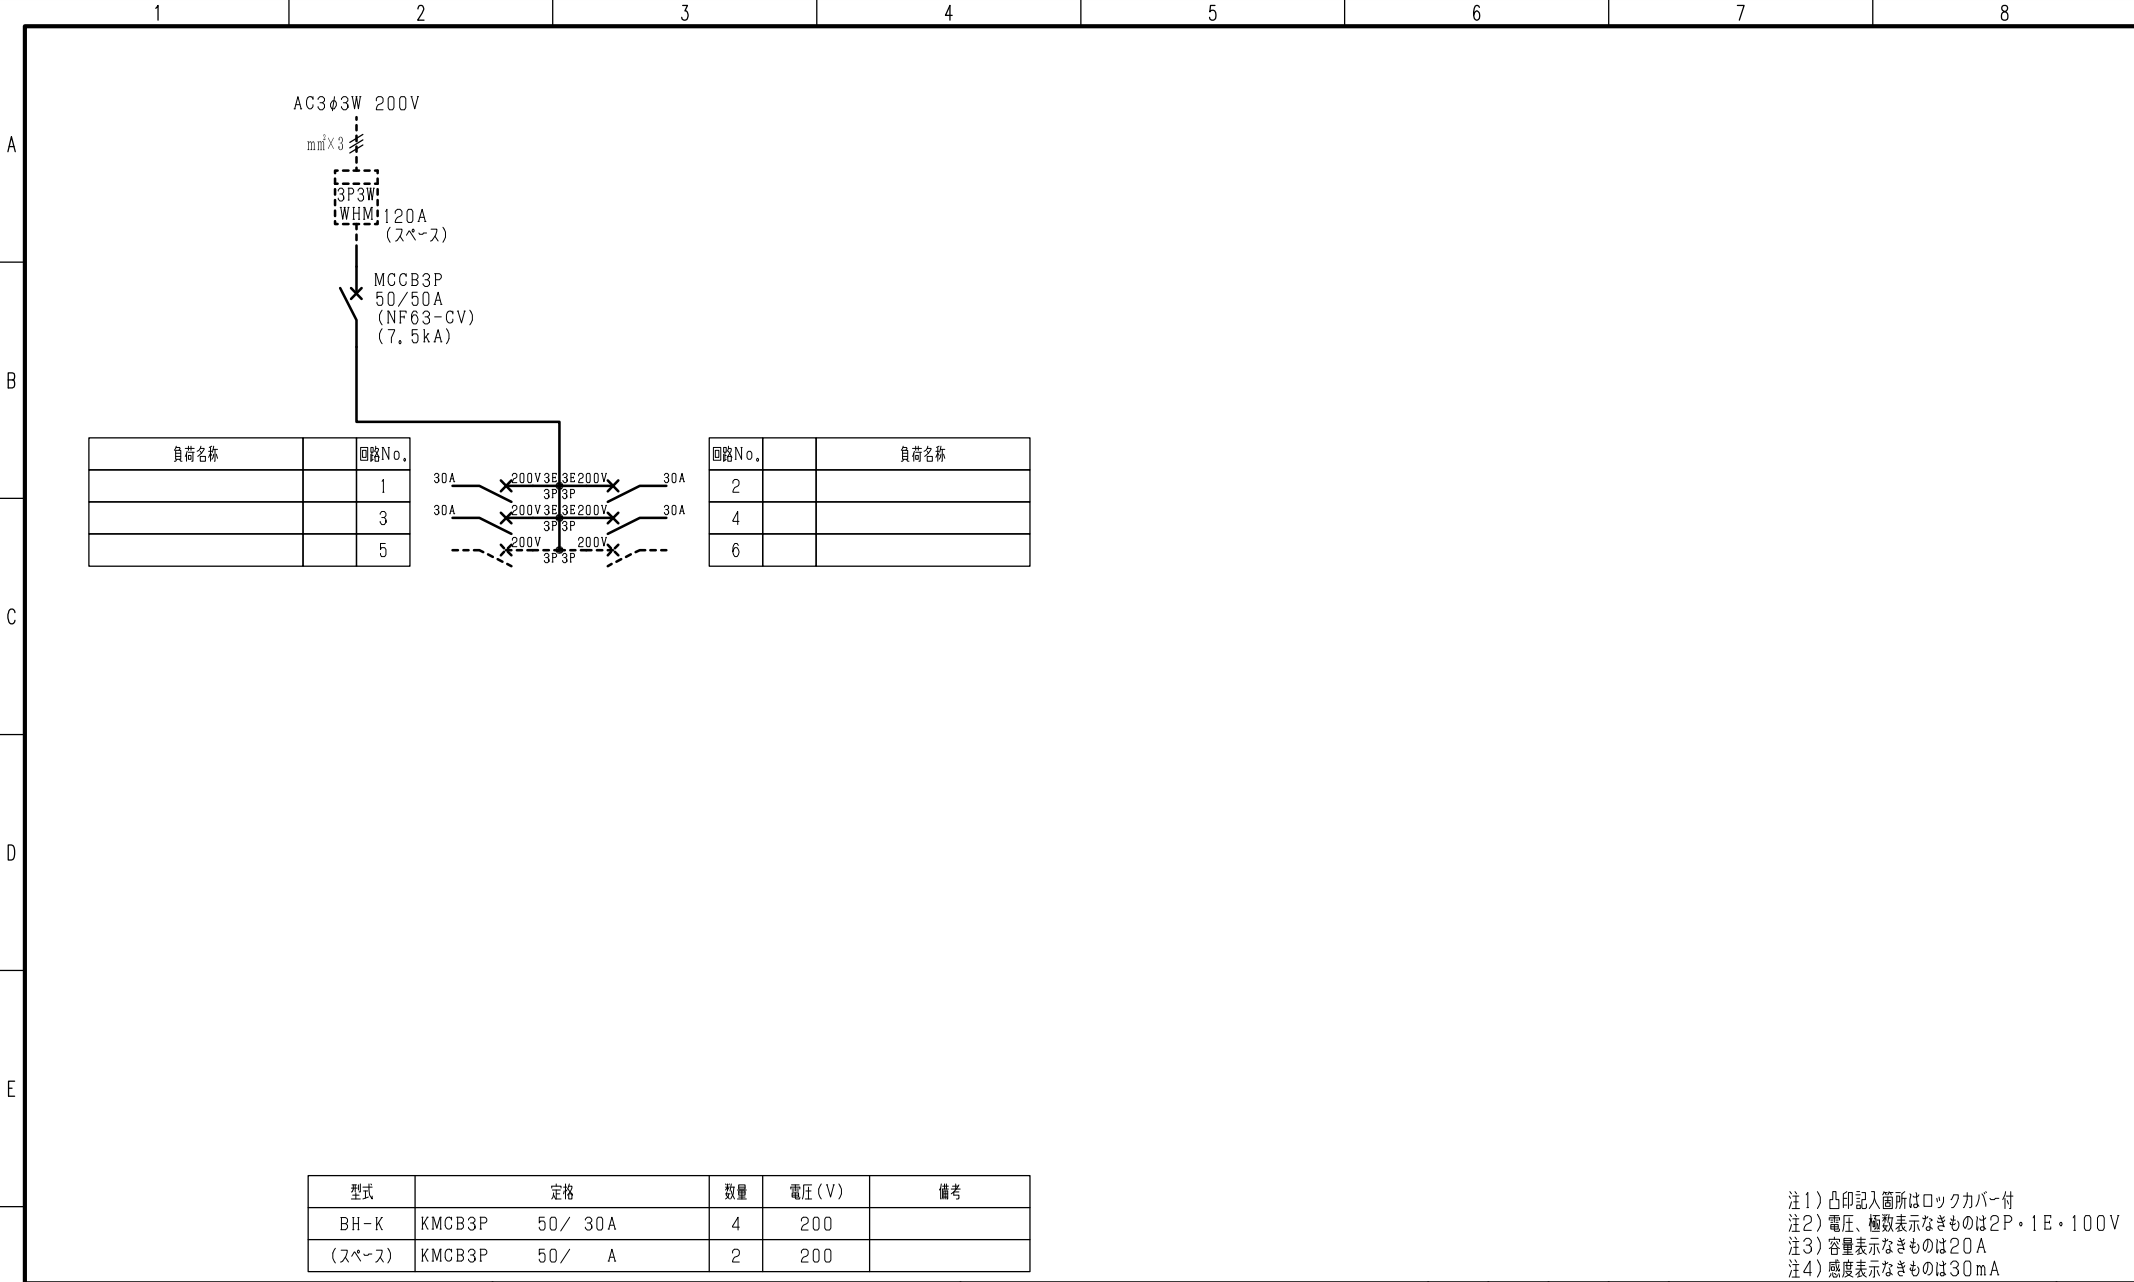 1 2 3 4 5 6 7 8
AC3φ3W 200V
A
mm²×3
3P3W
WHM
120A
(スペース)
MCCB3P
50/50A
(NF63-CV)
(7.5kA)
B
負荷名称 回路No. 回路No. 負荷名称
1 30A 200V 3E 3E 200V 30A 2
3P 3P
3 30A 200V 3E 3E 200V 30A 4
3P 3P
5 200V 200V 6
3P 3P
C
D
E
型式 定格 数量 電圧(V) 備考
BH-K KMCB3P 50/ 30A 4 200
(スペース) KMCB3P 50/ A 2 200
注1)凸印記入箇所はロックカバー付
注2)電圧、極数表示なきものは2P・1E・100V
注3)容量表示なきものは20A
注4)感度表示なきものは30mA